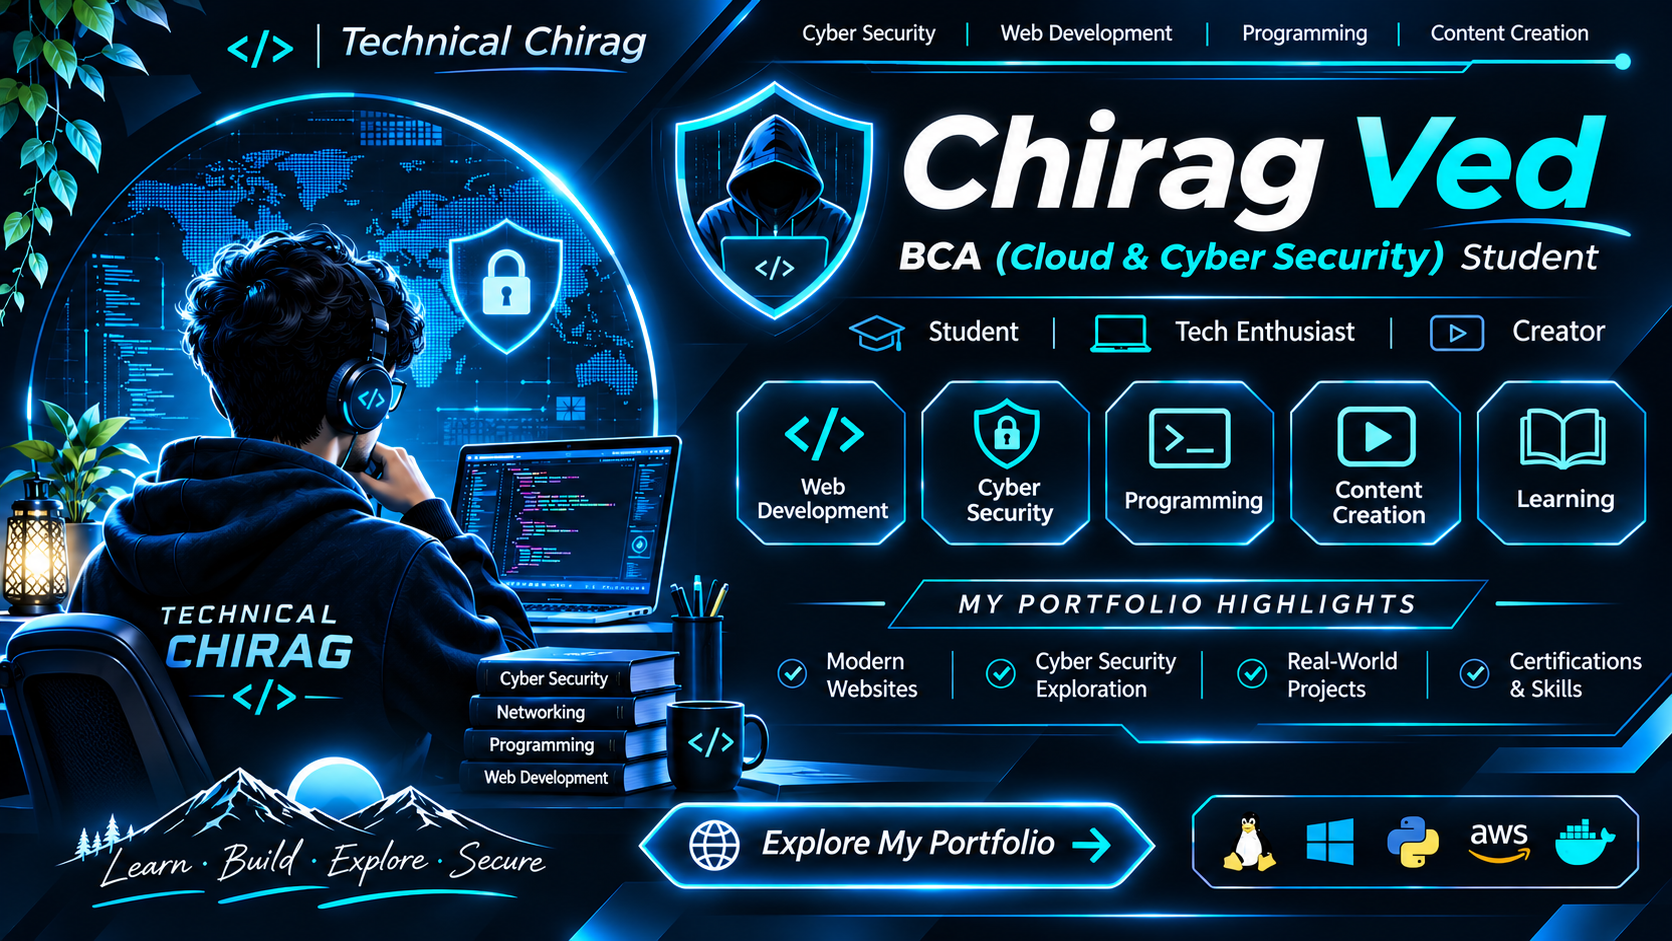 </> | Technical Chirag
Cyber Security | Web Development | Programming | Content Creation
Chirag Ved
BCA (Cloud & Cyber Security) Student
</>
Student | Tech Enthusiast | Creator
</>
Web
Development
Cyber
Security
>_
Programming
Content
Creation
Learning
MY PORTFOLIO HIGHLIGHTS
Modern
Websites
Cyber Security
Exploration
Real-World
Projects
Certifications
& Skills
</>
TECHNICAL
CHIRAG
</>
Cyber Security
Networking
Programming
Web Development
</>
Learn · Build · Explore · Secure
Explore My Portfolio →
aws